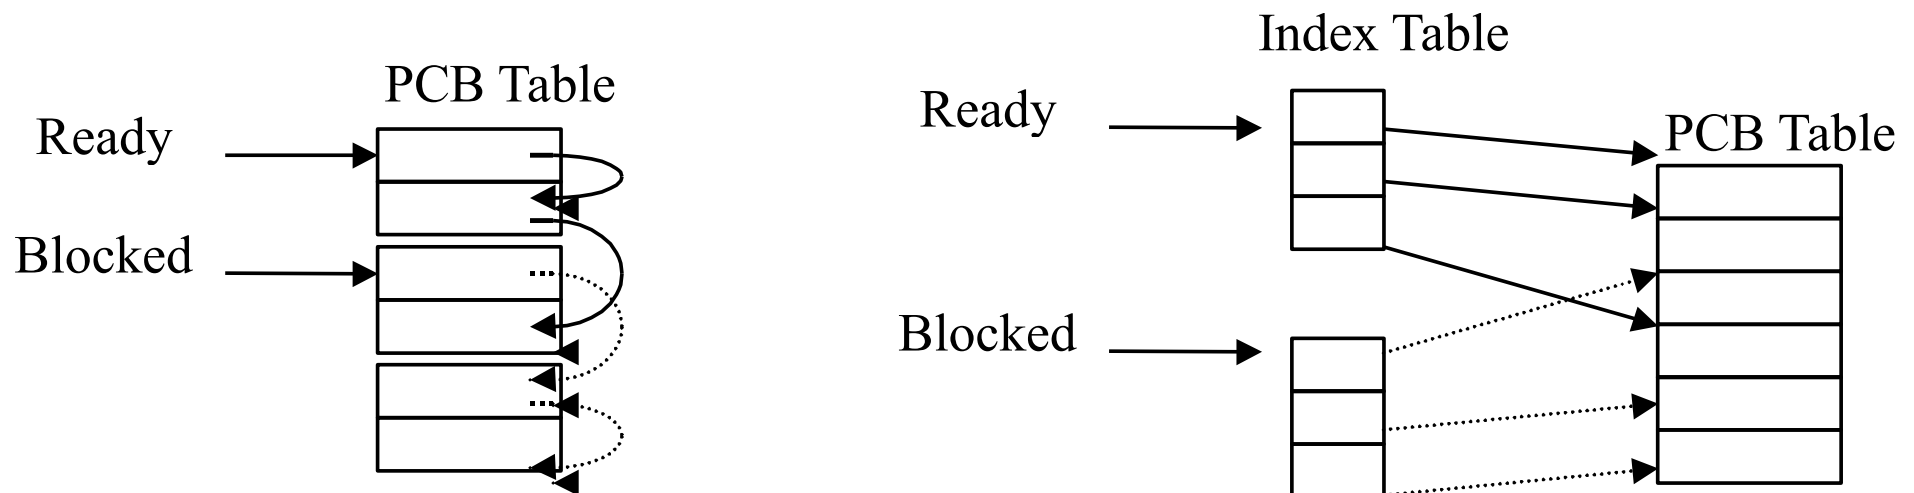 PCB Table
Ready
Blocked
Index Table
Ready
PCB Table
Blocked